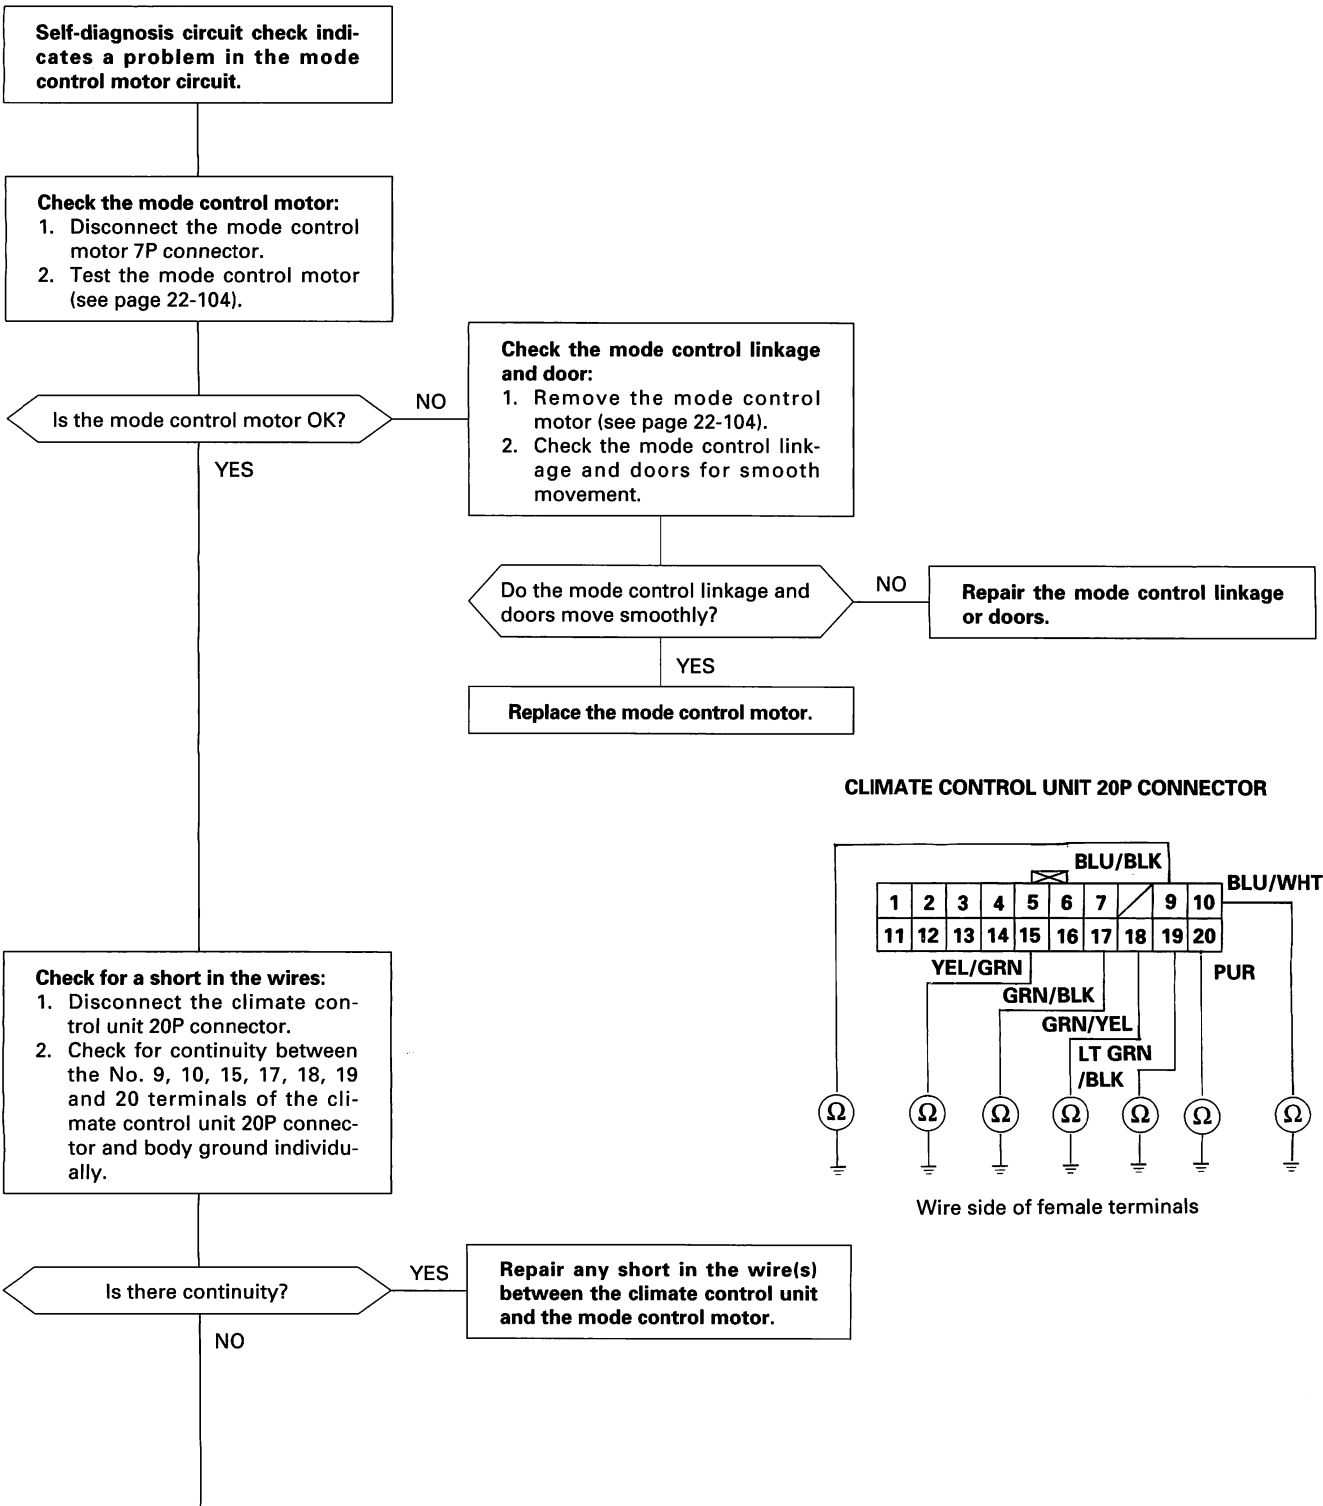 Self-diagnosis circuit check indi-
cates a problem in the mode
control motor circuit.
Check the mode control motor:
1. Disconnect the mode control
motor 7P connector.
2. Test the mode control motor
(see page 22-104).
Is the mode control motor OK?
NO
YES
Check the mode control linkage
and door:
1. Remove the mode control
motor (see page 22-104).
2. Check the mode control link-
age and doors for smooth
movement.
Do the mode control linkage and
doors move smoothly?
NO
Repair the mode control linkage
or doors.
YES
Replace the mode control motor.
CLIMATE CONTROL UNIT 20P CONNECTOR
BLU/BLK
BLU/WHT
1 2 3 4 5 6 7 9 10
11 12 13 14 15 16 17 18 19 20
YEL/GRN
PUR
GRN/BLK
GRN/YEL
LT GRN
/BLK
Ω Ω Ω Ω Ω Ω Ω
Wire side of female terminals
Check for a short in the wires:
1. Disconnect the climate con-
trol unit 20P connector.
2. Check for continuity between
the No. 9, 10, 15, 17, 18, 19
and 20 terminals of the cli-
mate control unit 20P connec-
tor and body ground individu-
ally.
Is there continuity?
YES
Repair any short in the wire(s)
between the climate control unit
and the mode control motor.
NO